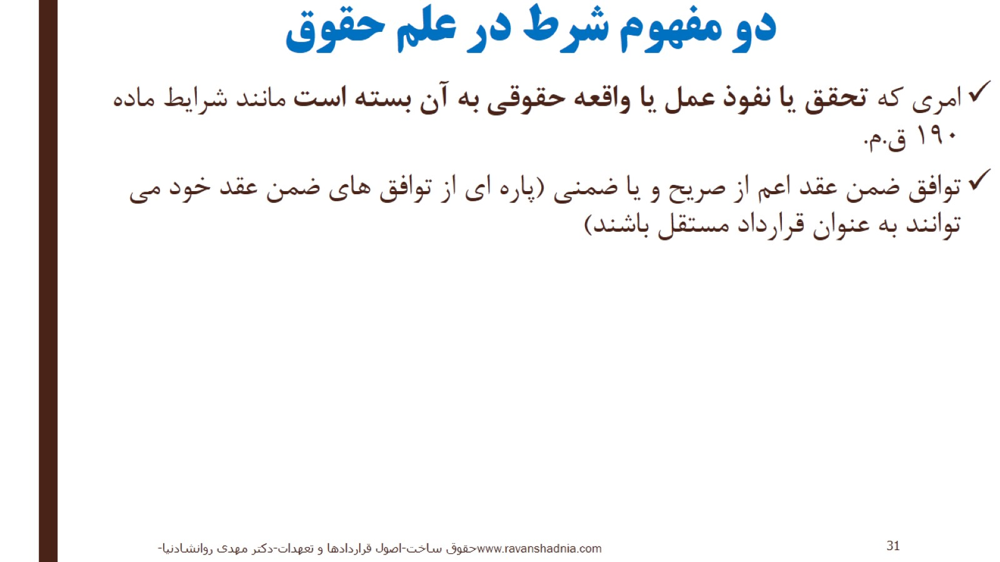 دو مفهوم شرط در علم حقوق
✓ امری که تحقق یا نفوذ عمل یا واقعه حقوقی به آن بسته است مانند شرایط ماده
۱۹۰ ق.م.
✓ توافق ضمن عقد اعم از صریح و یا ضمنی (پاره ای از توافق های ضمن عقد خود می
توانند به عنوان قرارداد مستقل باشند)
www.ravanshadnia.comحقوق ساخت-اصول قراردادها و تعهدات-دکتر مهدی روانشادنیا-
31